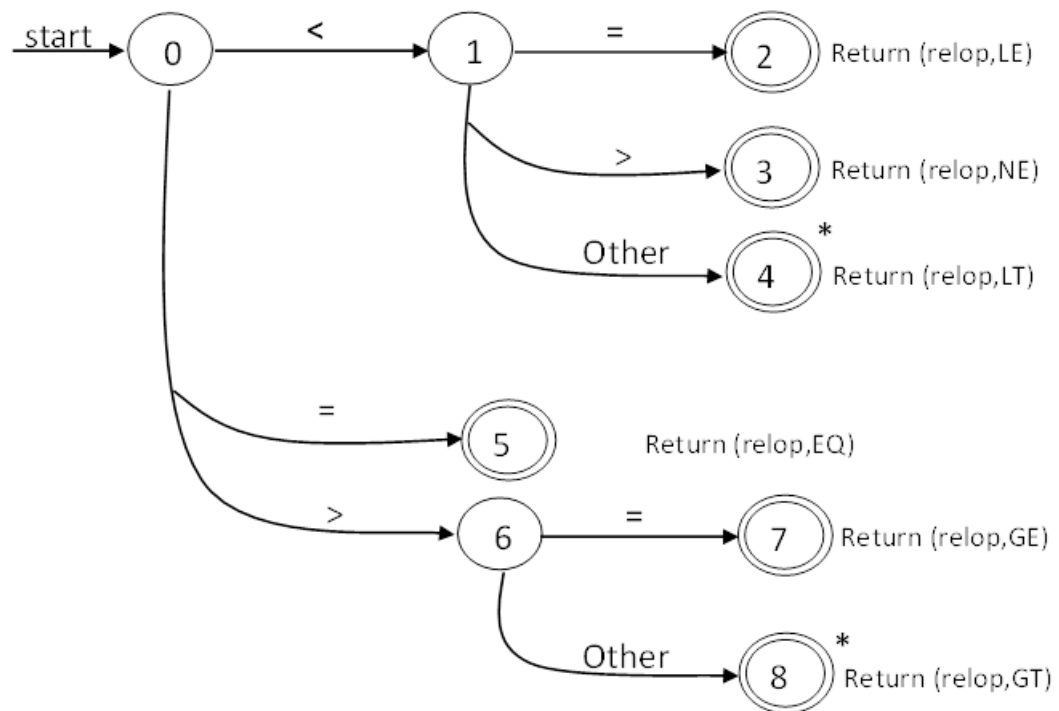 start 0 < 1 = 2 Return (relop,LE)
> 3 Return (relop,NE)
*
Other 4 Return (relop,LT)
= 5 Return (relop,EQ)
> 6 = 7 Return (relop,GE)
*
Other 8 Return (relop,GT)